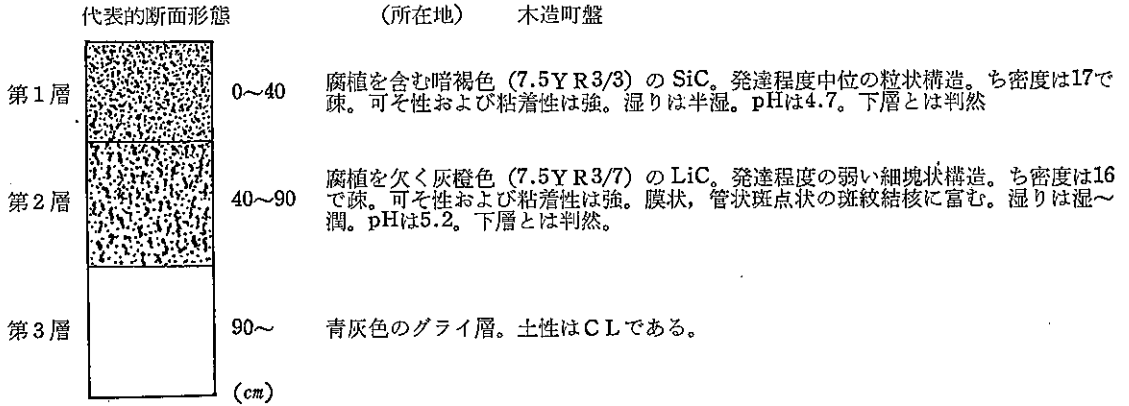 代表的断面形態 (所在地) 木造町盤
第1層 0~40 腐植を含む暗褐色 (7.5Y R3/3) の SiC。発達程度中位の粒状構造。ち密度は17で
疎。可そ性および粘着性は強。湿りは半湿。pHは4.7。下層とは判然
第2層 40~90 腐植を欠く灰橙色 (7.5Y R3/7) の LiC。発達程度の弱い細塊状構造。ち密度は16
で疎。可そ性および粘着性は強。膜状,管状斑点状の斑紋結核に富む。湿りは湿~
潤。pHは5.2。下層とは判然。
第3層 90~ 青灰色のグライ層。土性はCLである。
(cm)